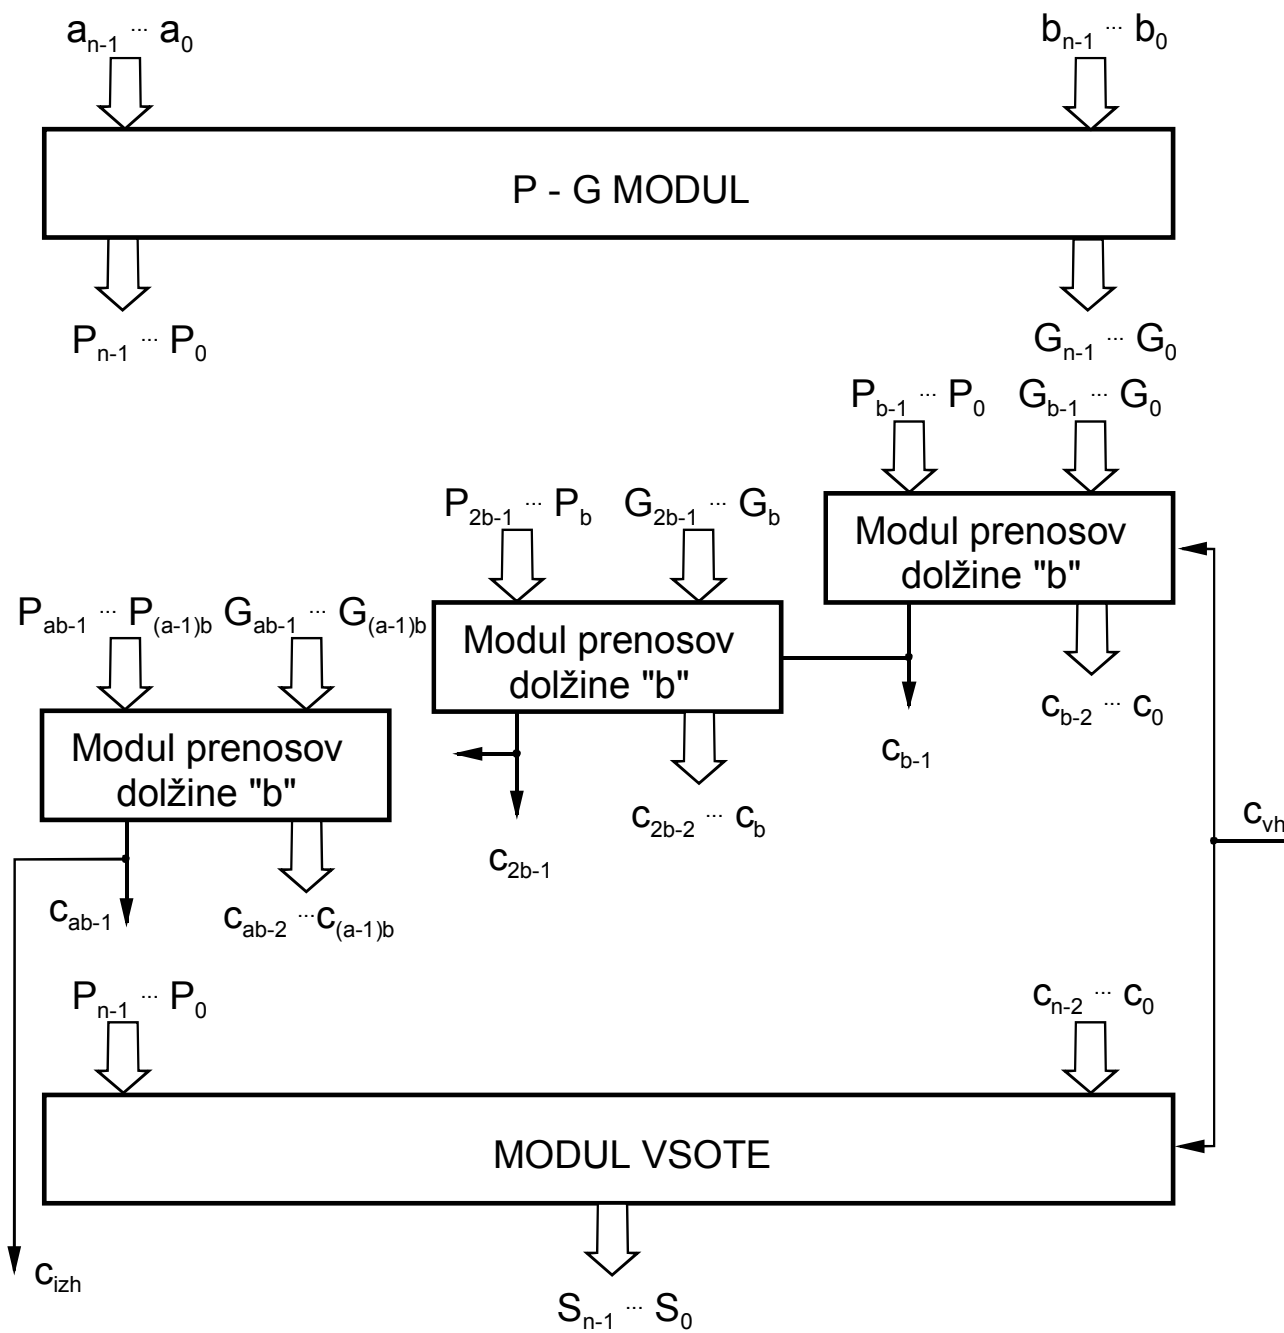 a_{n-1} ... a_0
b_{n-1} ... b_0
P - G MODUL
P_{n-1} ... P_0
G_{n-1} ... G_0
P_{b-1} ... P_0
G_{b-1} ... G_0
Modul prenosov
dolžine "b"
P_{2b-1} ... P_b
G_{2b-1} ... G_b
Modul prenosov
dolžine "b"
P_{ab-1} ... P_{(a-1)b}
G_{ab-1} ... G_{(a-1)b}
Modul prenosov
dolžine "b"
c_{b-1}
c_{b-2} ... c_0
c_{2b-1}
c_{2b-2} ... c_b
c_{vh}
c_{ab-1}
c_{ab-2} ... c_{(a-1)b}
P_{n-1} ... P_0
c_{n-2} ... c_0
MODUL VSOTE
c_{izh}
S_{n-1} ... S_0